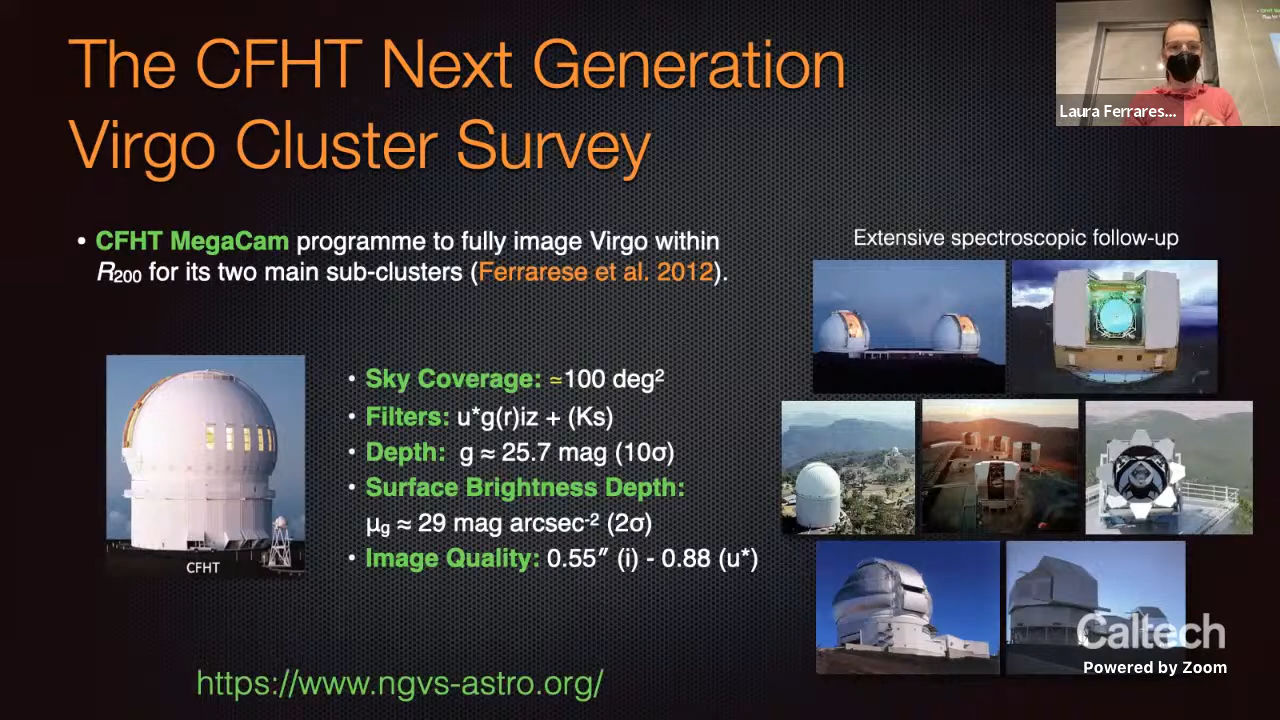 The CFHT Next Generation
Virgo Cluster Survey
Laura Ferrares...
• CFHT MegaCam programme to fully image Virgo within
R200 for its two main sub-clusters (Ferrarese et al. 2012).
Extensive spectroscopic follow-up
• Sky Coverage: ≃100 deg²
• Filters: u*g(r)iz + (Ks)
• Depth: g ≈ 25.7 mag (10σ)
• Surface Brightness Depth:
μg ≈ 29 mag arcsec-2 (2σ)
• Image Quality: 0.55″ (i) - 0.88 (u*)
CFHT
Caltech
Powered by Zoom
https://www.ngvs-astro.org/